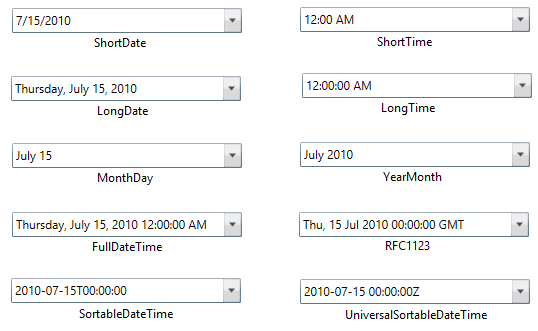 7/15/2010
ShortDate
12:00 AM
ShortTime
Thursday, July 15, 2010
LongDate
12:00:00 AM
LongTime
July 15
MonthDay
July 2010
YearMonth
Thursday, July 15, 2010 12:00:00 AM
FullDateTime
Thu, 15 Jul 2010 00:00:00 GMT
RFC1123
2010-07-15T00:00:00
SortableDateTime
2010-07-15 00:00:00Z
UniversalSortableDateTime